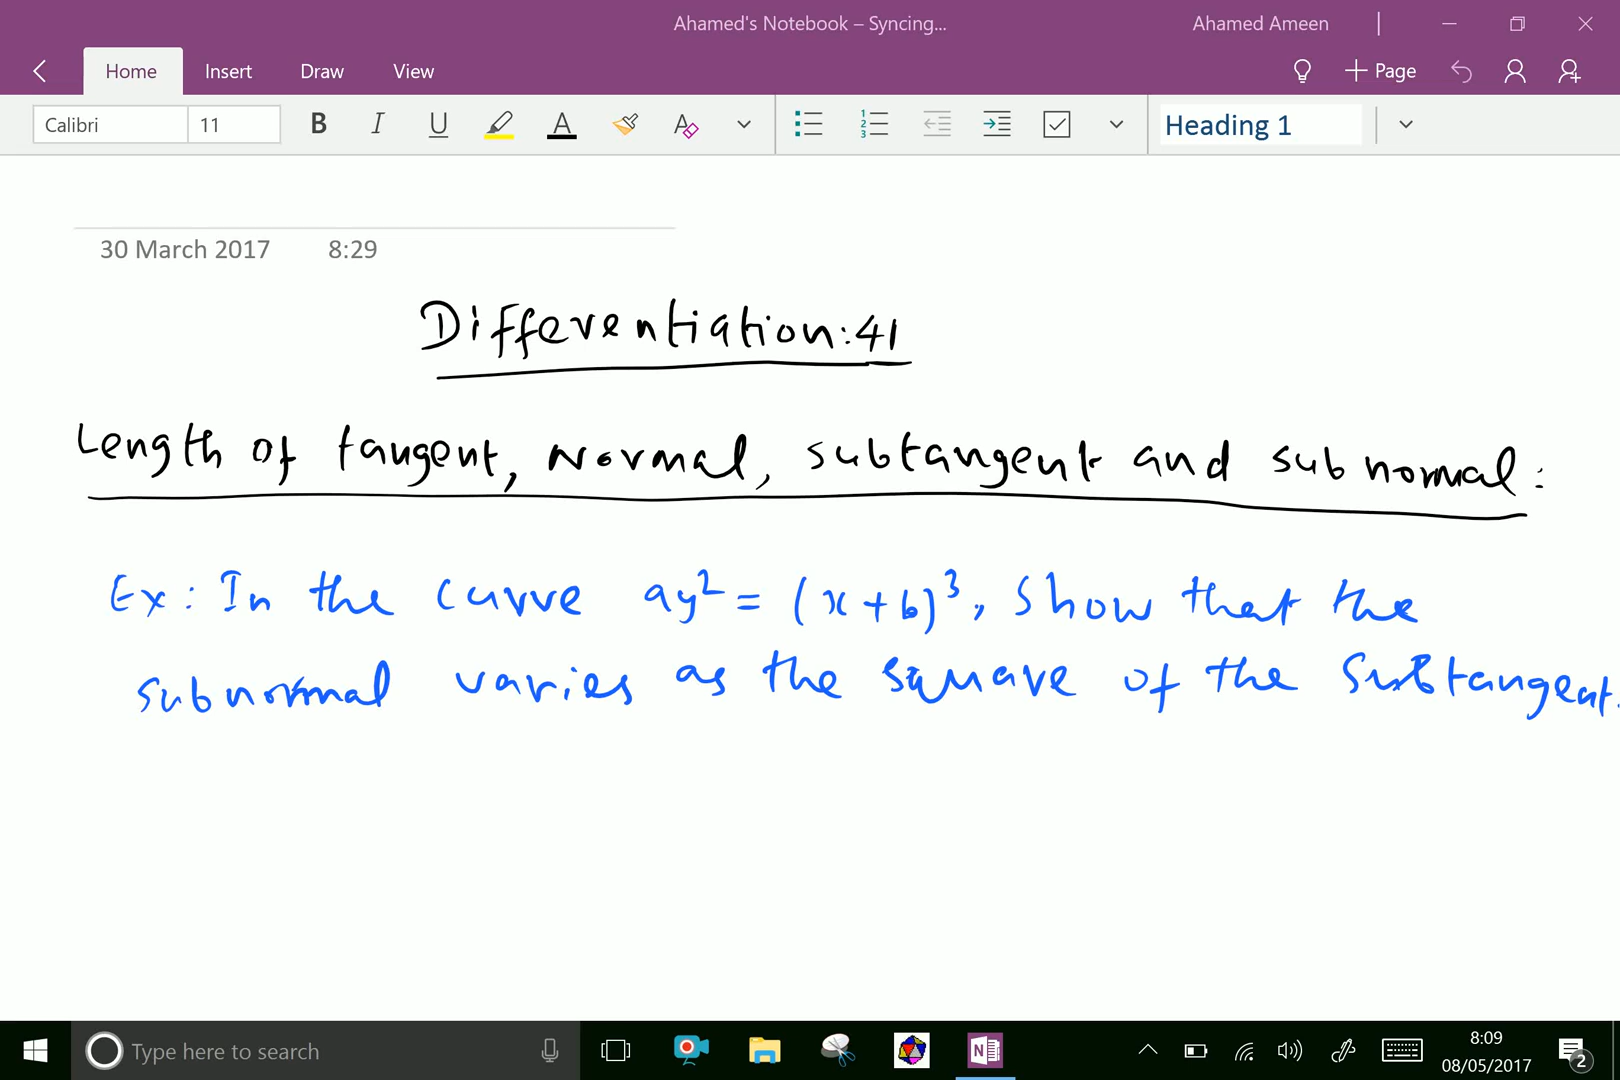 Ahamed's Notebook – Syncing...
Ahamed Ameen
Home Insert Draw View
Page
Calibri 11 B I U A A
Heading 1
30 March 2017 8:29
Differentiation:41
Length of tangent, Normal, subtangent and subnormal:
Ex: In the curve ay² = (x+b)³, show that the
subnormal varies as the square of the subtangent.
Type here to search
8:09
08/05/2017
2